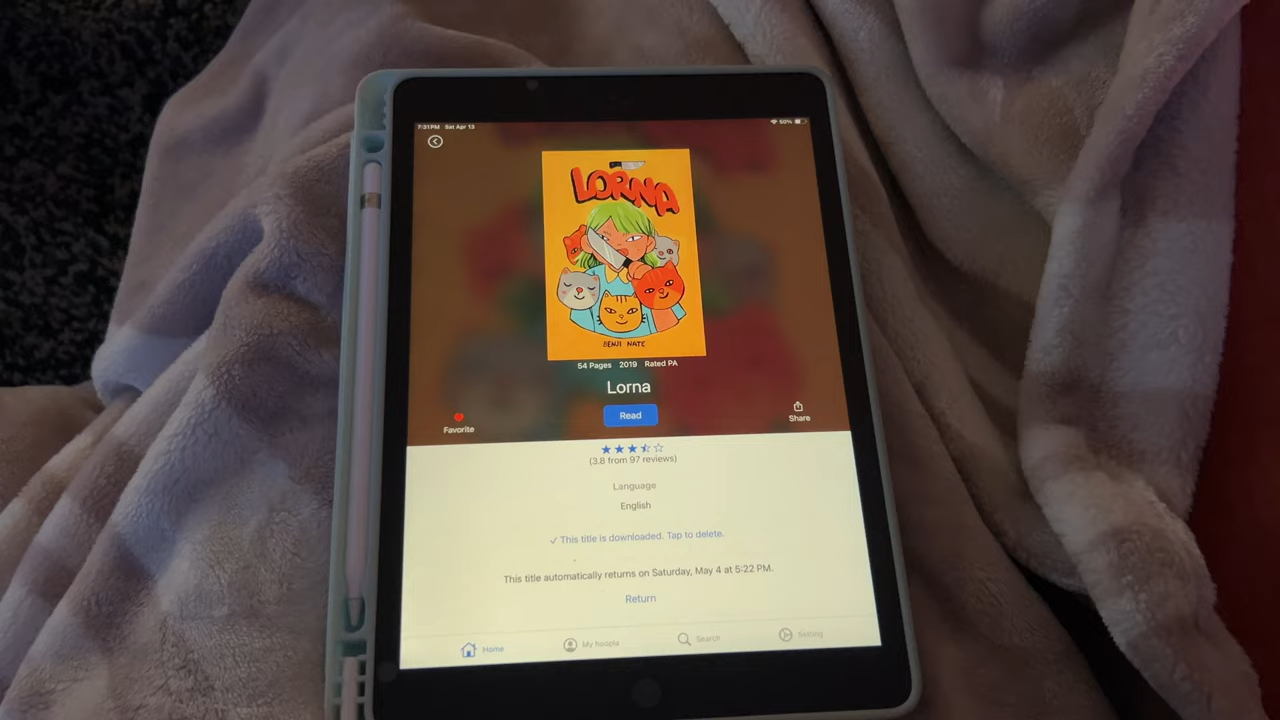 7:31PM Sat Apr 13
50%
LORNA
BENJI NATE
54 Pages 2019 Rated PA
Lorna
Read
Favorite
Share
(3.8 from 97 reviews)
Language
English
✓ This title is downloaded. Tap to delete.
This title automatically returns on Saturday, May 4 at 5:22 PM.
Return
Home My hoopla Search Setting